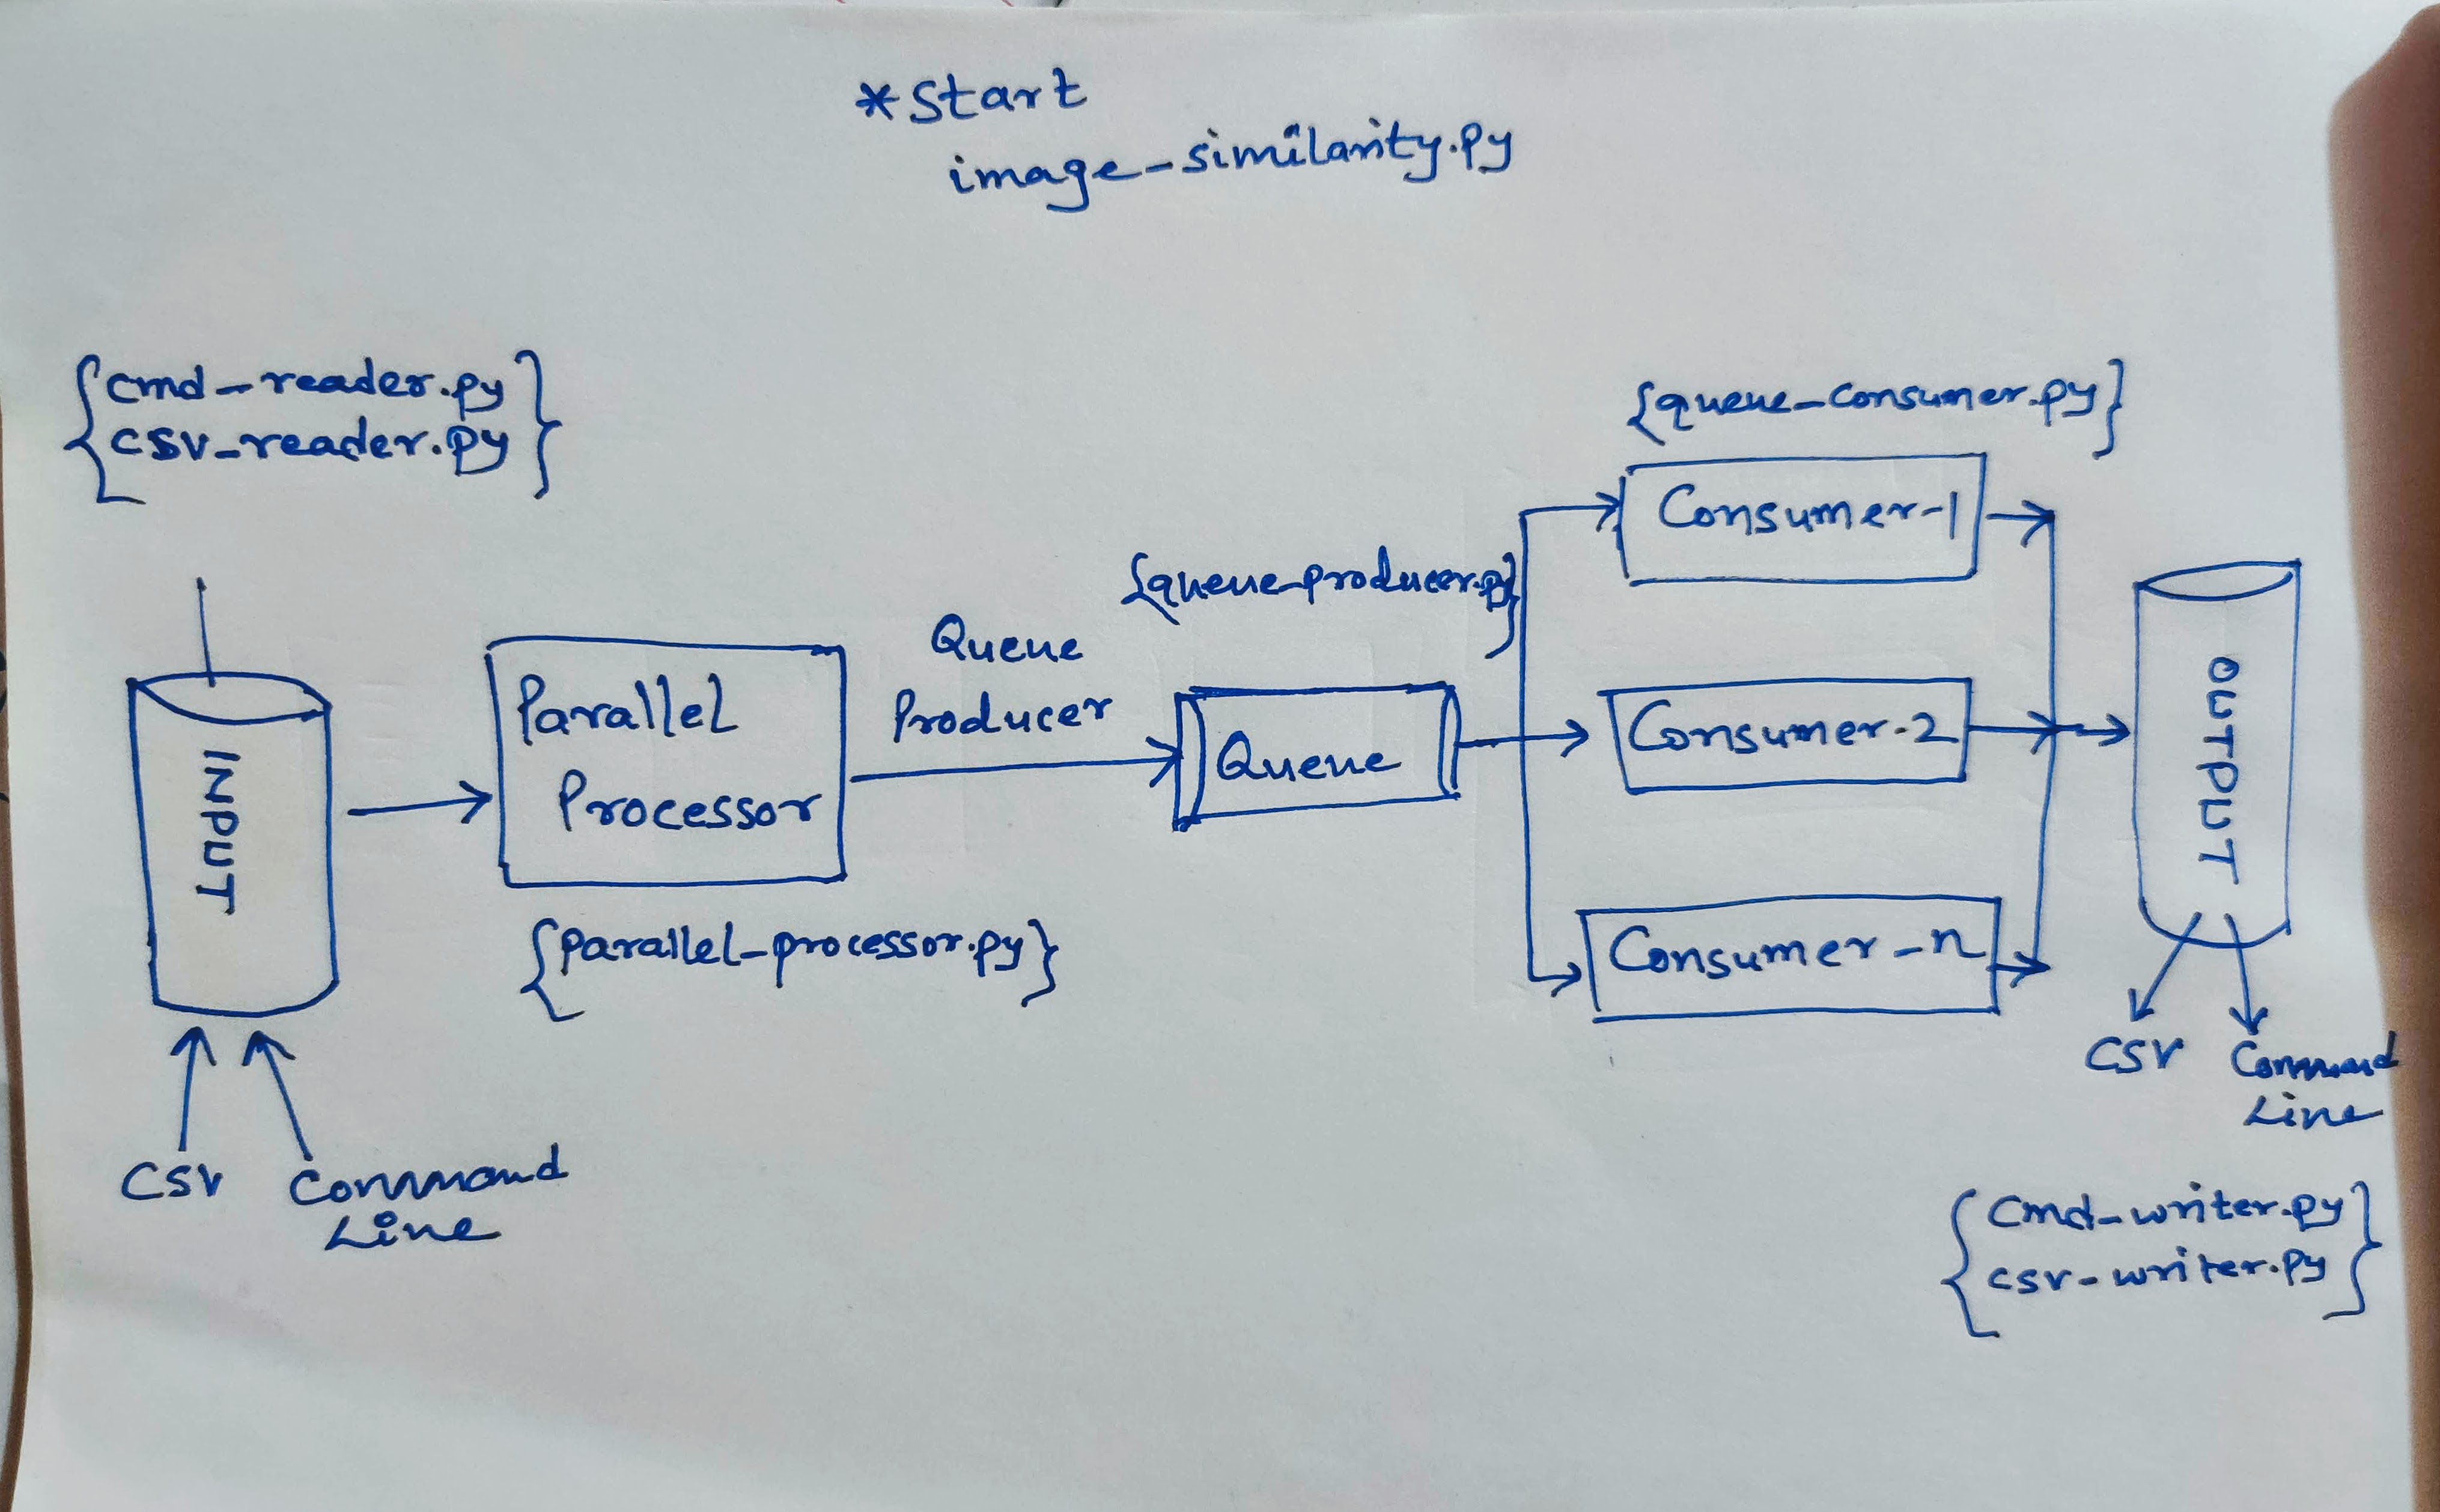 *Start
image-similarity.py
{cmd-reader.py
csv-reader.py}
INPUT
CSV
Command
Line
Parallel
Processor
{parallel-processor.py}
Queue
Producer
{queue-producer.py}
Queue
{queue-consumer.py}
Consumer-1
Consumer-2
Consumer-n
OUTPUT
CSV
Command
Line
{cmd-writer.py
csv-writer.py}